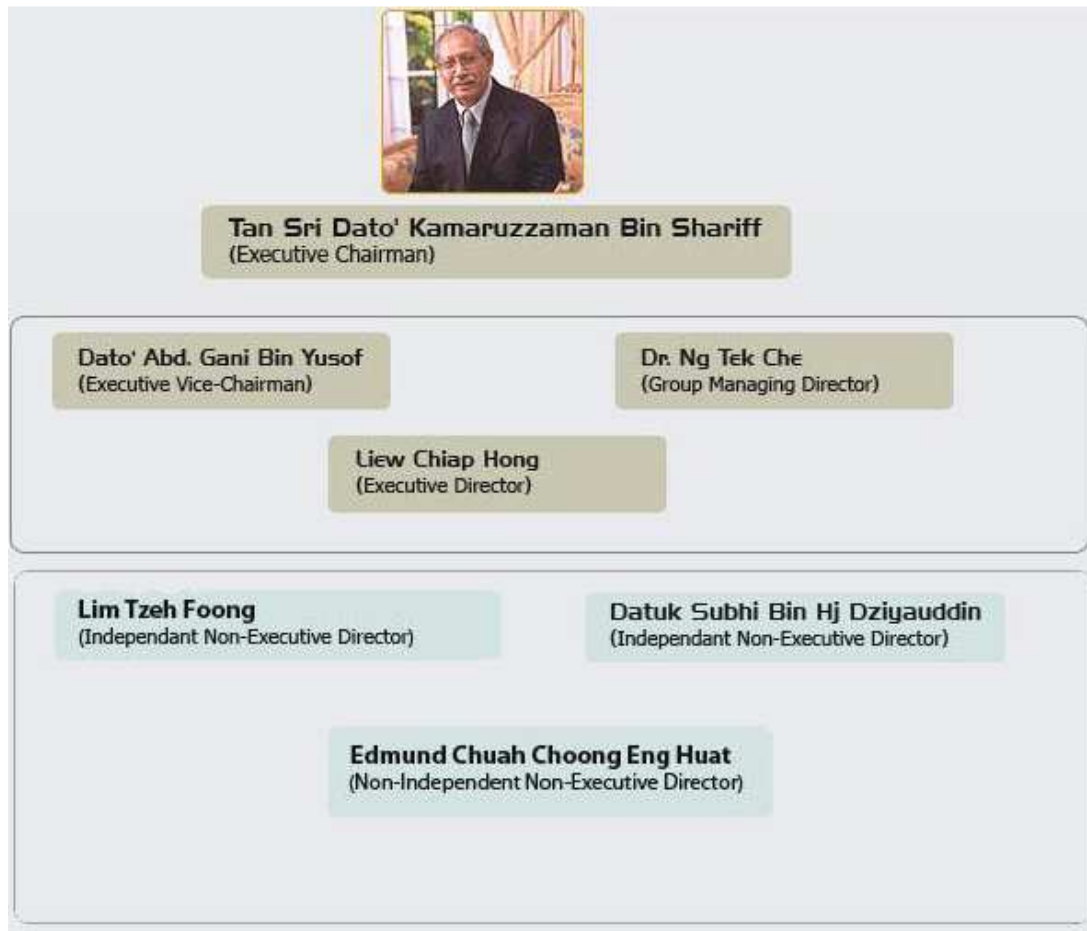 Tan Sri Dato' Kamaruzzaman Bin Shariff
(Executive Chairman)
Dato' Abd. Gani Bin Yusof
(Executive Vice-Chairman)
Dr. Ng Tek Che
(Group Managing Director)
Liew Chiap Hong
(Executive Director)
Lim Tzeh Foong
(Independant Non-Executive Director)
Datuk Subhi Bin Hj Dziyauddin
(Independant Non-Executive Director)
Edmund Chuah Choong Eng Huat
(Non-Independent Non-Executive Director)